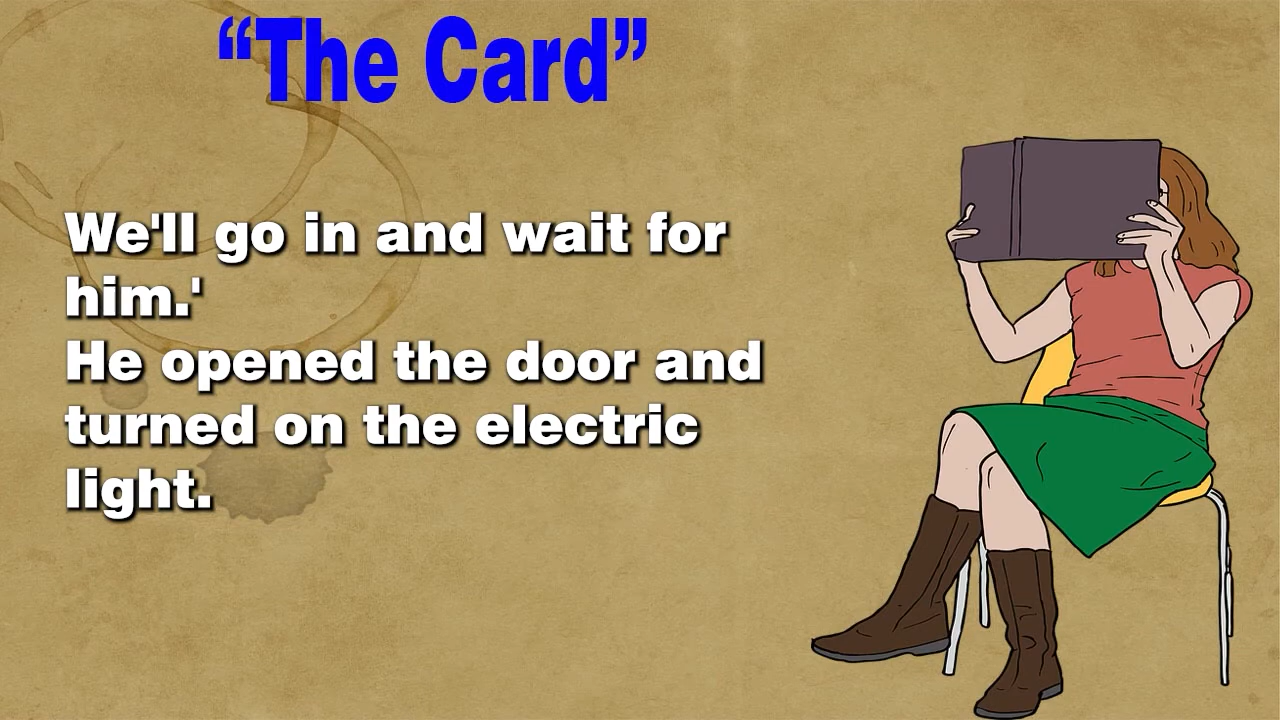 “The Card”
We'll go in and wait for
him.'
He opened the door and
turned on the electric
light.